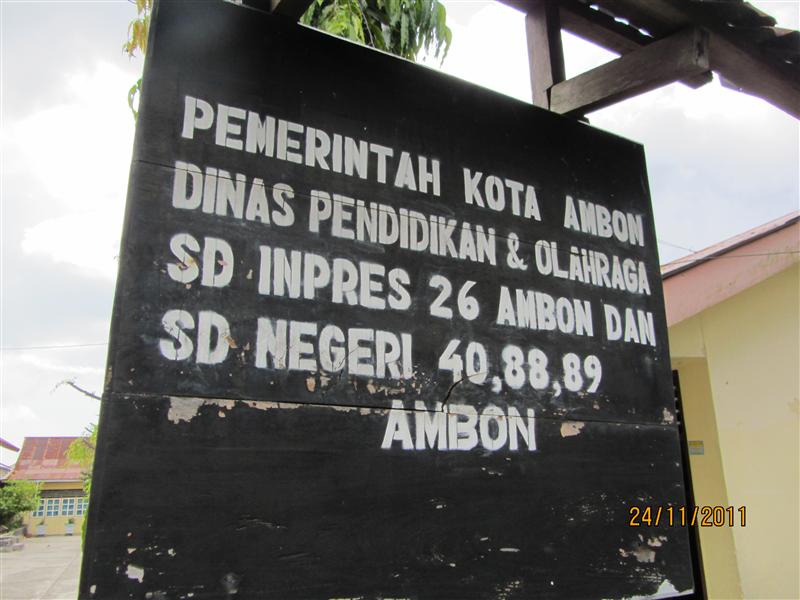 PEMERINTAH KOTA AMBON
DINAS PENDIDIKAN & OLAHRAGA
SD INPRES 26 AMBON DAN
SD NEGERI 40,88,89
AMBON
24/11/2011